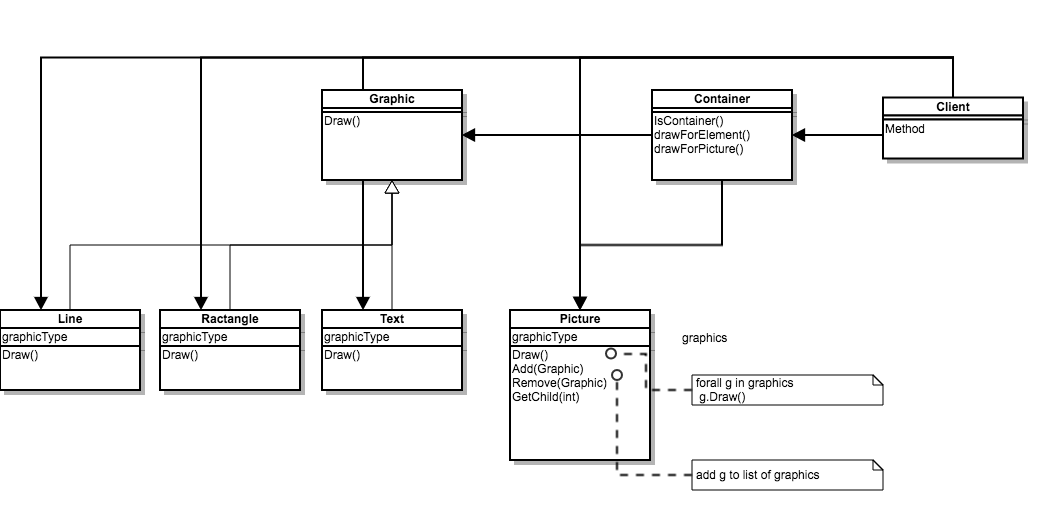 Graphic
Draw()
Container
IsContainer()
drawForElement()
drawForPicture()
Client
Method
Line
graphicType
Draw()
Ractangle
graphicType
Draw()
Text
graphicType
Draw()
Picture
graphicType
Draw()
Add(Graphic)
Remove(Graphic)
GetChild(int)
graphics
forall g in graphics
g.Draw()
add g to list of graphics